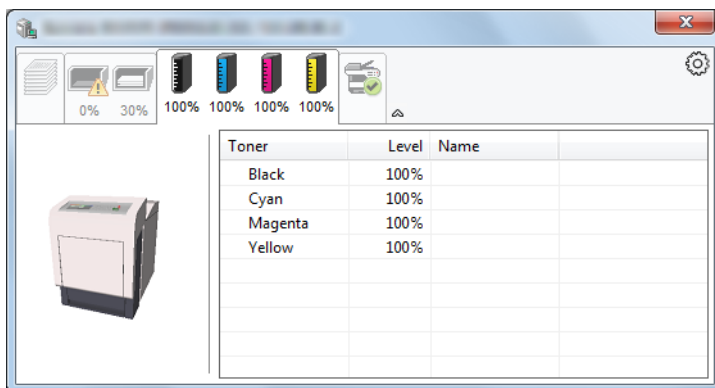 0% 30% 100% 100% 100% 100%
Toner Level Name
Black 100%
Cyan 100%
Magenta 100%
Yellow 100%